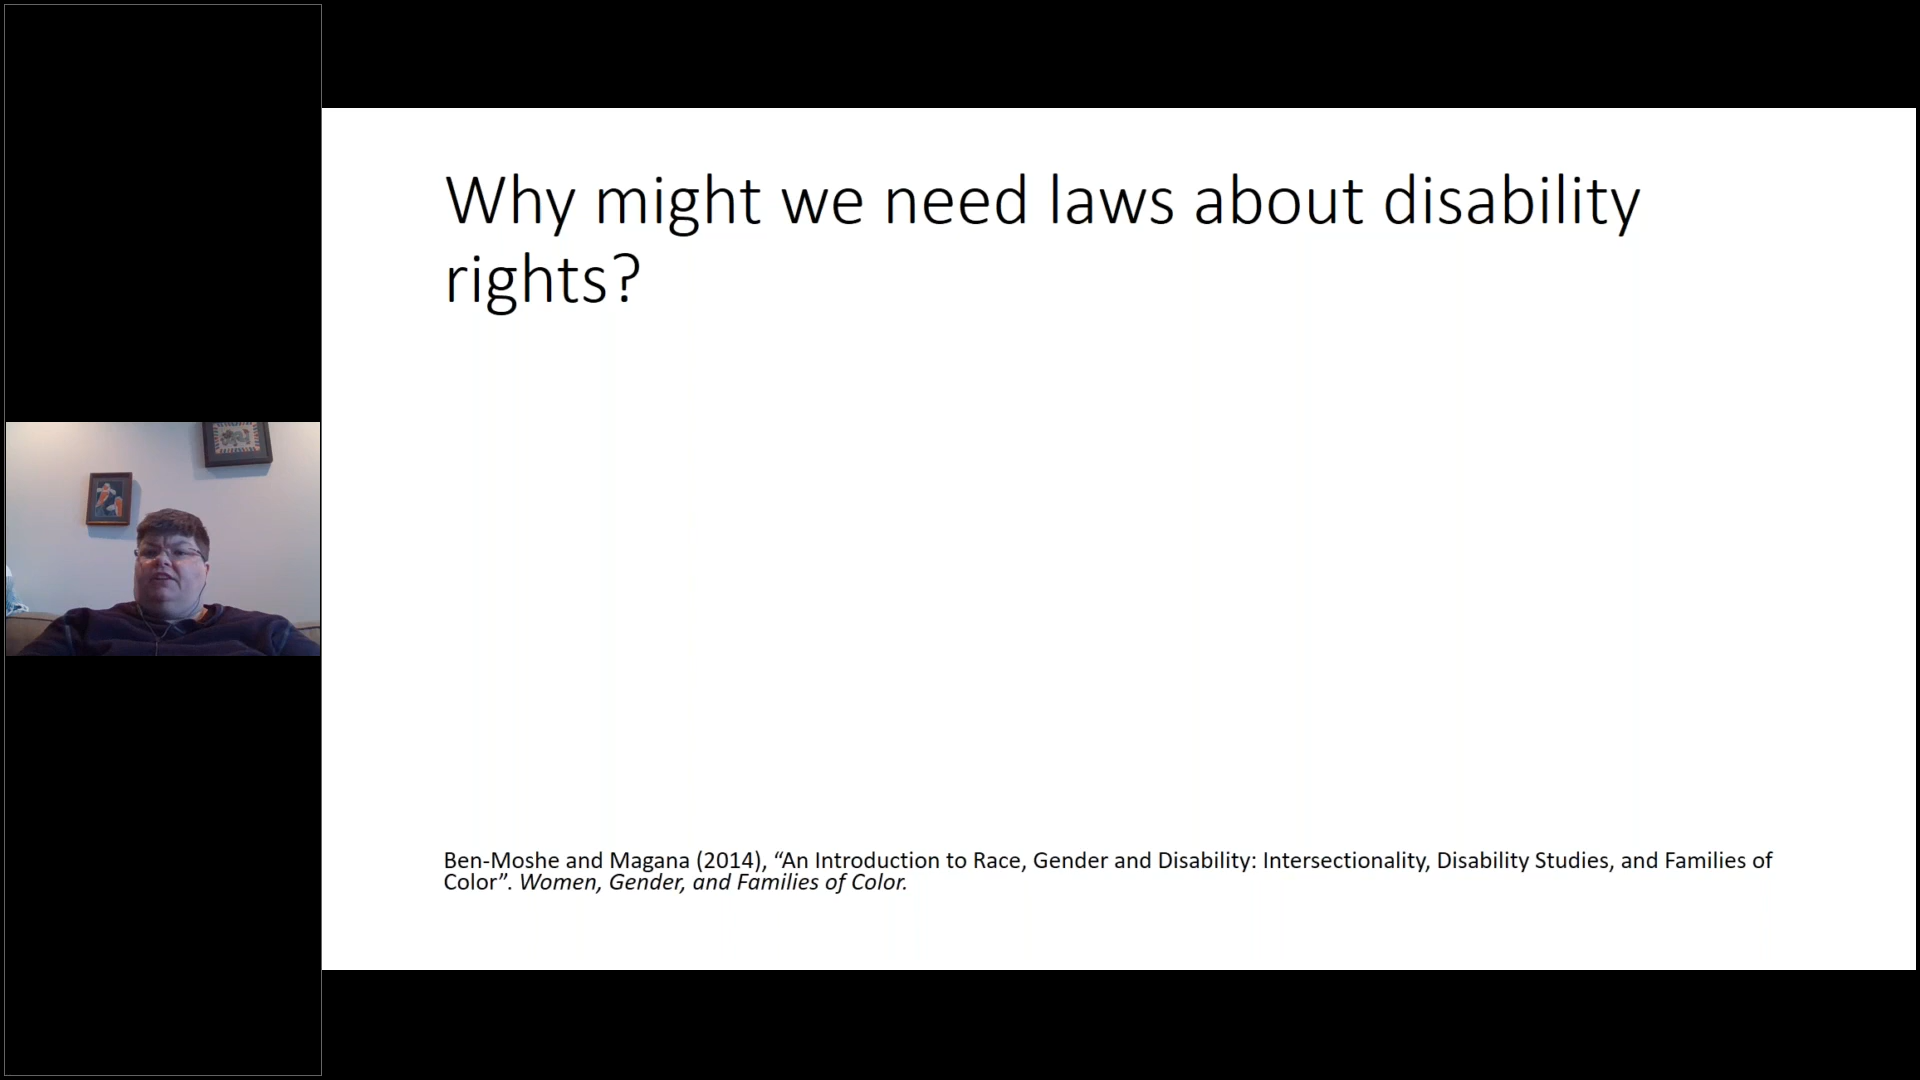 Why might we need laws about disability
rights?
Ben-Moshe and Magana (2014), “An Introduction to Race, Gender and Disability: Intersectionality, Disability Studies, and Families of
Color”. Women, Gender, and Families of Color.